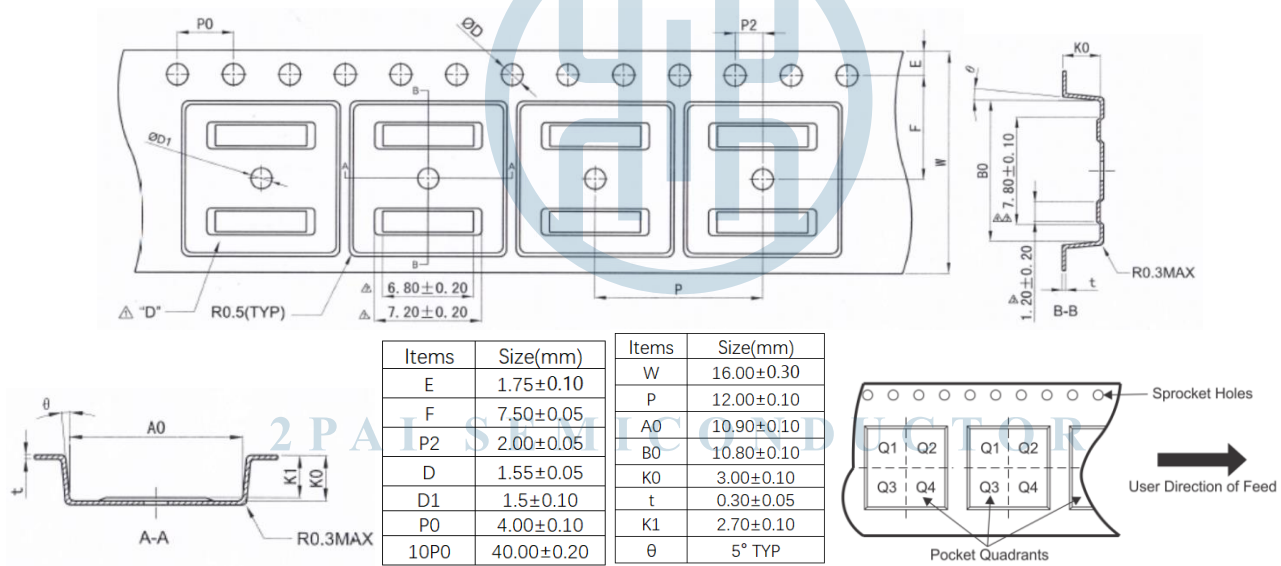 P0
ØD
P2
K0
E
θ
B
ØD1
F
W
B0
7.80±0.10
A
A
B
6.80±0.20
P
1.20±0.20
R0.3MAX
t
"D"
R0.5(TYP)
7.20±0.20
B-B
Items Size(mm)
E 1.75±0.10
F 7.50±0.05
P2 2.00±0.05
D 1.55±0.05
D1 1.5±0.10
P0 4.00±0.10
10P0 40.00±0.20
Items Size(mm)
W 16.00±0.30
P 12.00±0.10
A0 10.90±0.10
B0 10.80±0.10
K0 3.00±0.10
t 0.30±0.05
K1 2.70±0.10
θ 5° TYP
θ
A0
K1
K0
t
A-A
R0.3MAX
2PAI SEMICONDUCTOR
Sprocket Holes
Q1 Q2 Q1 Q2
Q3 Q4 Q3 Q4
User Direction of Feed
Pocket Quadrants